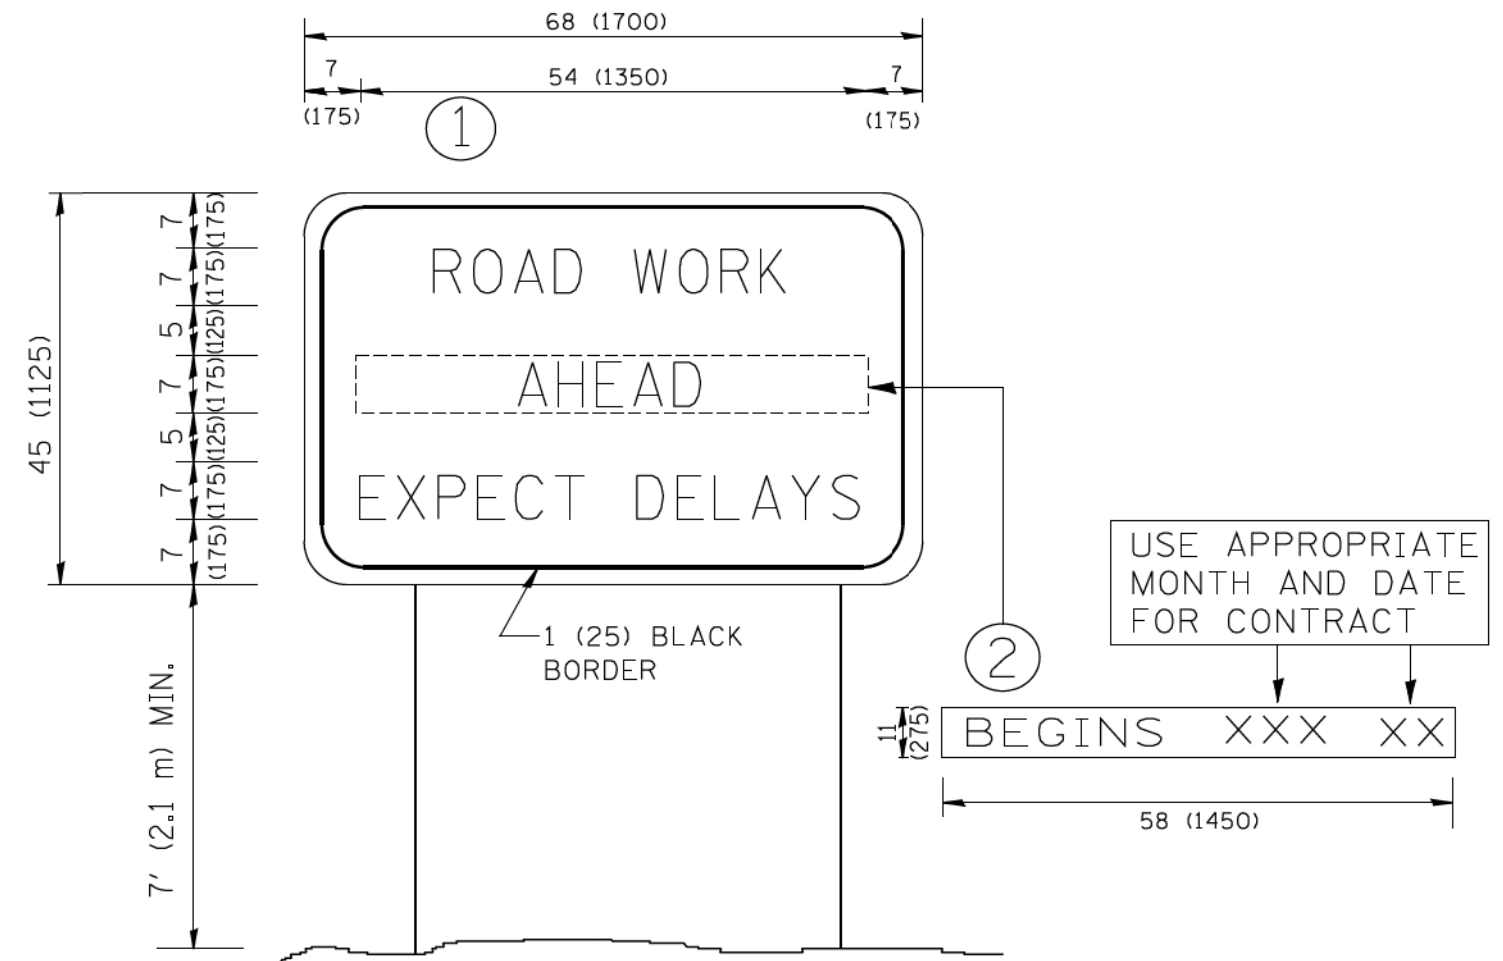 68 (1700)
7
54 (1350)
7
(175)
(175)
1
45 (1125)
7 (175)
7 (175)
5 (125)
7 (175)
5 (125)
7 (175)
7 (175)
ROAD WORK
AHEAD
EXPECT DELAYS
7' (2.1 m) MIN.
1 (25) BLACK
BORDER
2
USE APPROPRIATE
MONTH AND DATE
FOR CONTRACT
11
(275)
BEGINS XXX XX
58 (1450)